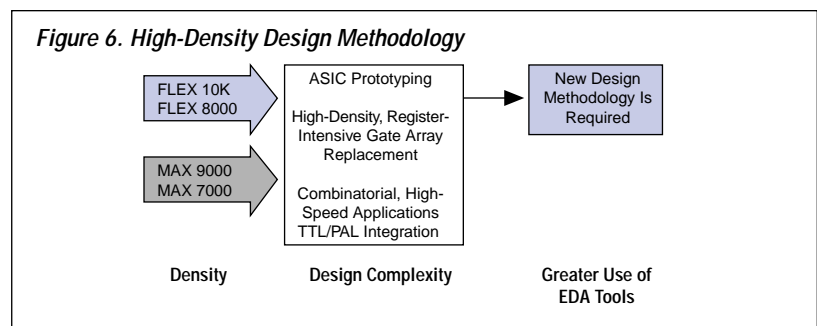 Figure 6. High-Density Design Methodology
FLEX 10K
FLEX 8000
MAX 9000
MAX 7000
ASIC Prototyping
High-Density, Register-
Intensive Gate Array
Replacement
Combinatorial, High-
Speed Applications
TTL/PAL Integration
New Design
Methodology Is
Required
Density
Design Complexity
Greater Use of
EDA Tools